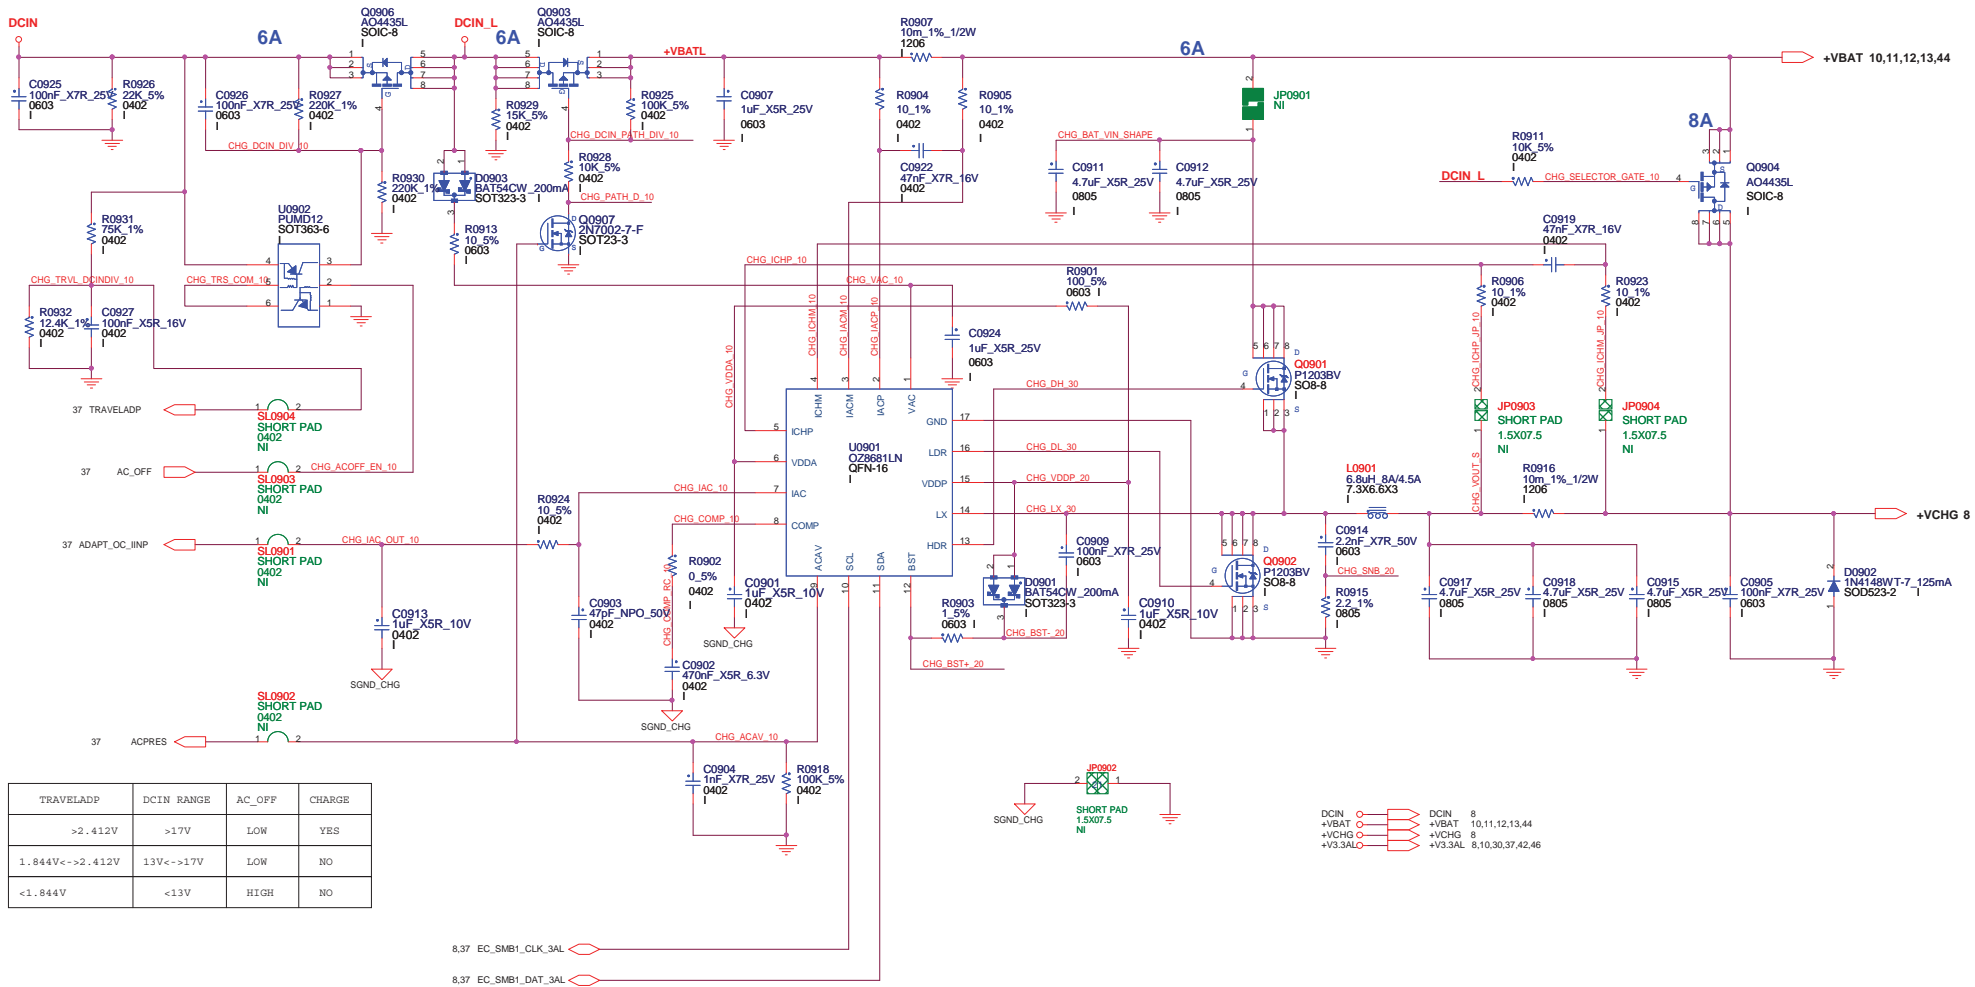 DCIN
6A
Q0906
AO4435L
SOIC-8
I
DCIN_L
6A
Q0903
AO4435L
SOIC-8
I
+VBATL
R0907
10m_1%_1/2W
1206
I
6A
+VBAT 10,11,12,13,44
C0925
100nF_X7R_25V
0603
I
R0926
22K_5%
0402
I
C0926
100nF_X7R_25V
0603
I
R0927
220K_1%
0402
I
R0929
15K_5%
0402
I
R0925
100K_5%
0402
I
C0907
1uF_X5R_25V
0603
I
R0904
10_1%
0402
I
R0905
10_1%
0402
I
JP0901
NI
8A
CHG_DCIN_DIV_10
CHG_DCIN_PATH_DIV_10
CHG_BAT_VIN_SHAPE
R0911
10K_5%
0402
I
R0930
220K_1%
0402
I
D0903
BAT54CW_200mA
SOT323-3
R0928
10K_5%
0402
I
CHG_PATH_D_10
C0922
47nF_X7R_16V
0402
I
C0911
4.7uF_X5R_25V
0805
I
C0912
4.7uF_X5R_25V
0805
I
DCIN_L
CHG_SELECTOR_GATE_10
Q0904
AO4435L
SOIC-8
I
R0931
75K_1%
0402
I
U0902
PUMD12
SOT363-6
I
R0913
10_5%
0603
I
Q0907
2N7002-7-F
SOT23-3
I
C0919
47nF_X7R_16V
0402
I
CHG_TRVL_DCINDIV_10
CHG_TRS_COM_10
CHG_ICHP_10
CHG_VAC_10
R0901
100_5%
0603 I
R0906
10_1%
0402
I
R0923
10_1%
0402
I
R0932
12.4K_1%
0402
I
C0927
100nF_X5R_16V
0402
I
CHG_ICHM_10
CHG_IACM_10
CHG_IACP_10
CHG_VDDA_10
C0924
1uF_X5R_25V
0603
I
CHG_ICHP_JP_10
CHG_ICHM_JP_10
Q0901
P1203BV
SO8-8
I
CHG_DH_30
37 TRAVELADP
SL0904
SHORT PAD
0402
NI
JP0903
SHORT PAD
1.5X07.5
NI
JP0904
SHORT PAD
1.5X07.5
NI
ICHM
IACM
IACP
VAC
GND
ICHP
LDR
VDDA
VDDP
IAC
LX
COMP
HDR
ACAV
SCL
SDA
BST
U0901
OZ8681LN
QFN-16
I
CHG_DL_30
CHG_VDDP_20
CHG_LX_30
37 AC_OFF
SL0903
SHORT PAD
0402
NI
CHG_ACOFF_EN_10
CHG_IAC_10
CHG_COMP_10
R0924
10_5%
0402
I
L0901
6.8uH_8A/4.5A
7.3X6.6X3
I
CHG_VOUT_S
R0916
10m_1%_1/2W
1206
I
+VCHG 8
37 ADAPT_OC_IINP
SL0901
SHORT PAD
0402
NI
CHG_IAC_OUT_10
R0902
0_5%
0402
I
CHG_COMP_RC_10
C0901
1uF_X5R_10V
0402
I
C0909
100nF_X7R_25V
0603
I
D0901
BAT54CW_200mA
SOT323-3
Q0902
P1203BV
SO8-8
I
C0914
2.2nF_X7R_50V
0603
I
CHG_SNB_20
R0915
2.2_1%
0805
I
C0917
4.7uF_X5R_25V
0805
I
C0918
4.7uF_X5R_25V
0805
I
C0915
4.7uF_X5R_25V
0805
I
C0905
100nF_X7R_25V
0603
I
D0902
1N4148WT-7_125mA
SOD523-2
I
C0913
1uF_X5R_10V
0402
I
SGND_CHG
C0903
47pF_NPO_50V
0402
I
SGND_CHG
R0903
1_5%
0603 I
CHG_BST-_20
CHG_BST+_20
C0910
1uF_X5R_10V
0402
I
C0902
470nF_X5R_6.3V
0402
I
SGND_CHG
37 ACPRES
SL0902
SHORT PAD
0402
NI
CHG_ACAV_10
C0904
1nF_X7R_25V
0402
I
R0918
100K_5%
0402
I
JP0902
SHORT PAD
1.5X07.5
NI
SGND_CHG
TRAVELADP DCIN RANGE AC_OFF CHARGE
>2.412V >17V LOW YES
1.844V<->2.412V 13V<->17V LOW NO
<1.844V <13V HIGH NO
DCIN DCIN 8
+VBAT +VBAT 10,11,12,13,44
+VCHG +VCHG 8
+V3.3AL +V3.3AL 8,10,30,37,42,46
8,37 EC_SMB1_CLK_3AL
8,37 EC_SMB1_DAT_3AL